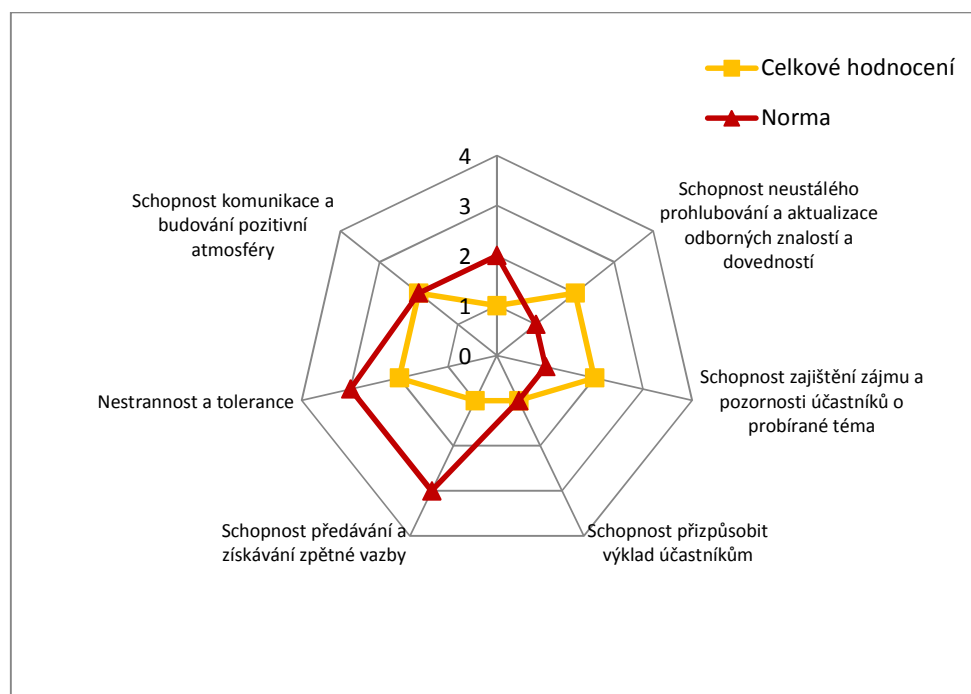 Celkové hodnocení
Norma
4
3
2
1
0
Schopnost neustálého
prohlubování a aktualizace
odborných znalostí a
dovedností
Schopnost zajištění zájmu a
pozornosti účastníků o
probírané téma
Schopnost přizpůsobit
výklad účastníkům
Schopnost předávání a
získávání zpětné vazby
Nestrannost a tolerance
Schopnost komunikace a
budování pozitivní
atmosféry